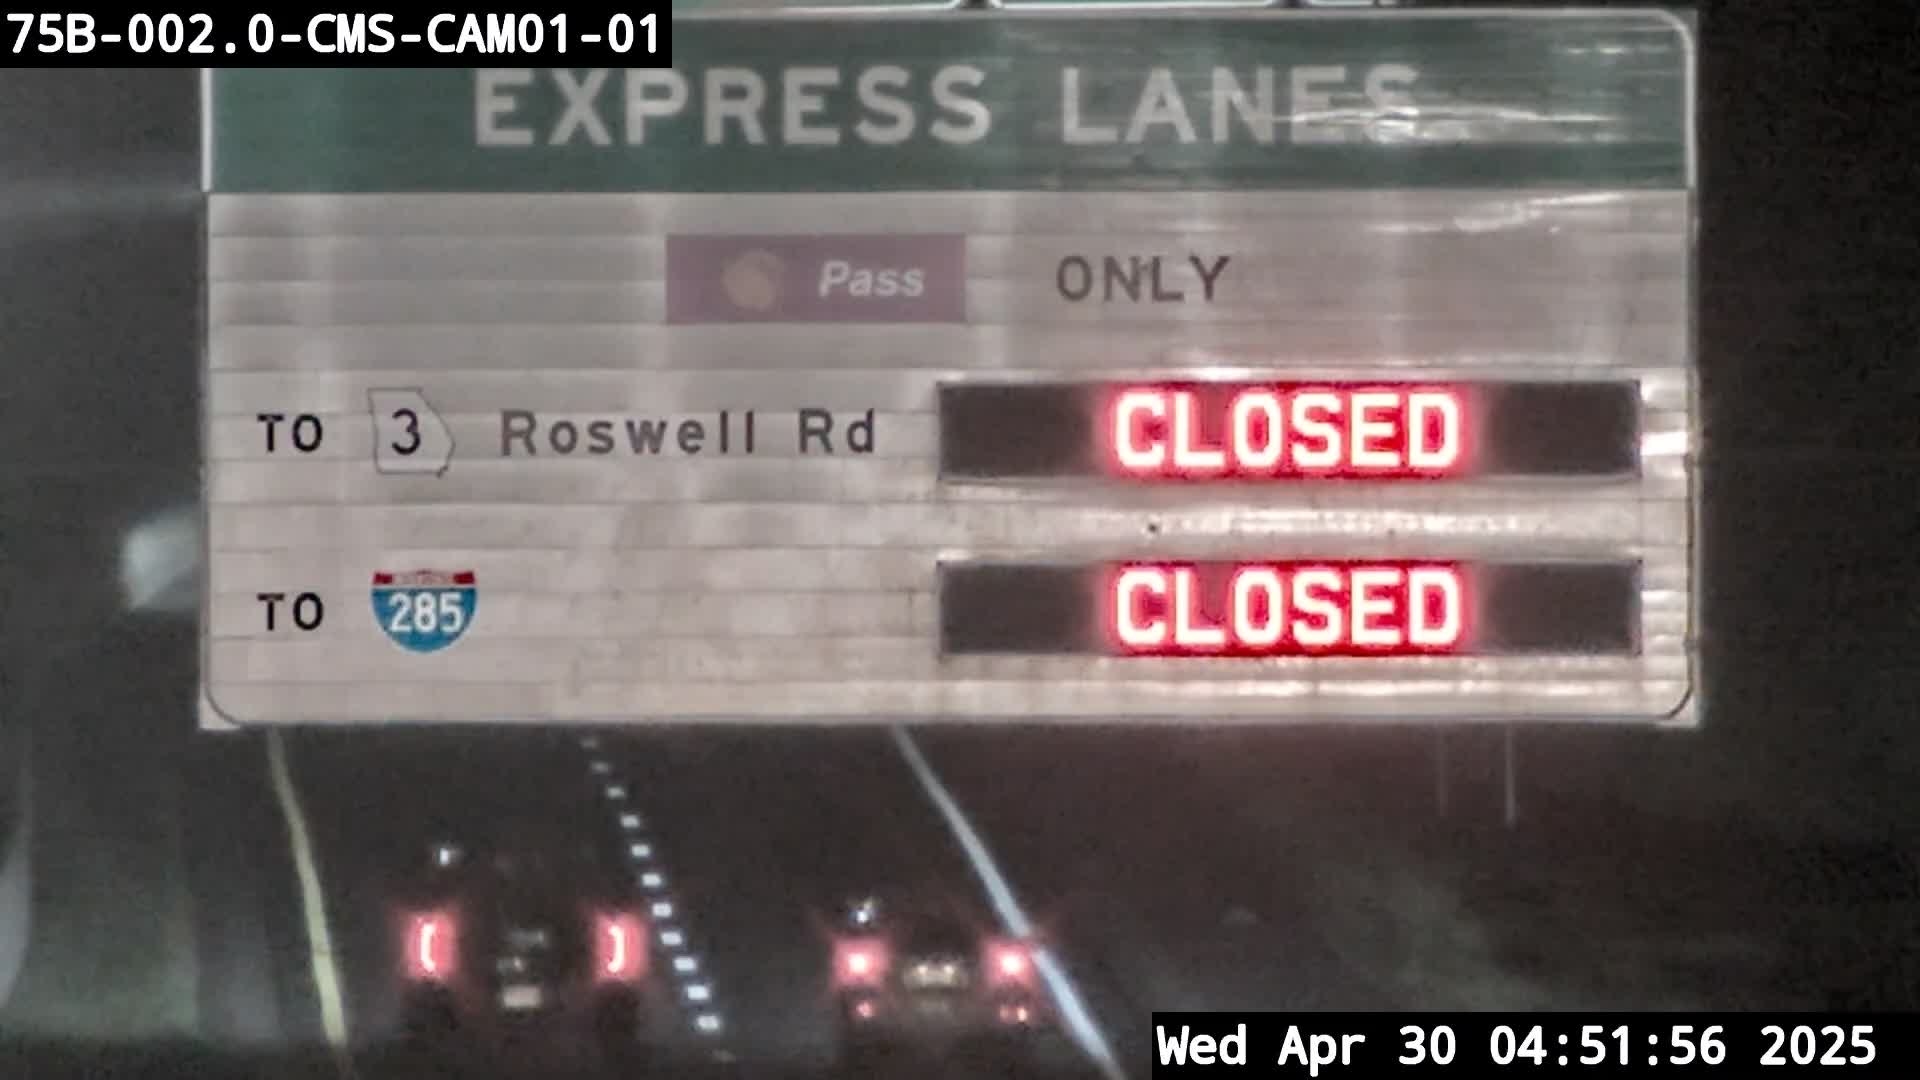 75B-002.0-CMS-CAM01-01
EXPRESS LANES
Pass ONLY
TO 3 Roswell Rd CLOSED
TO 285 CLOSED
Wed Apr 30 04:51:56 2025